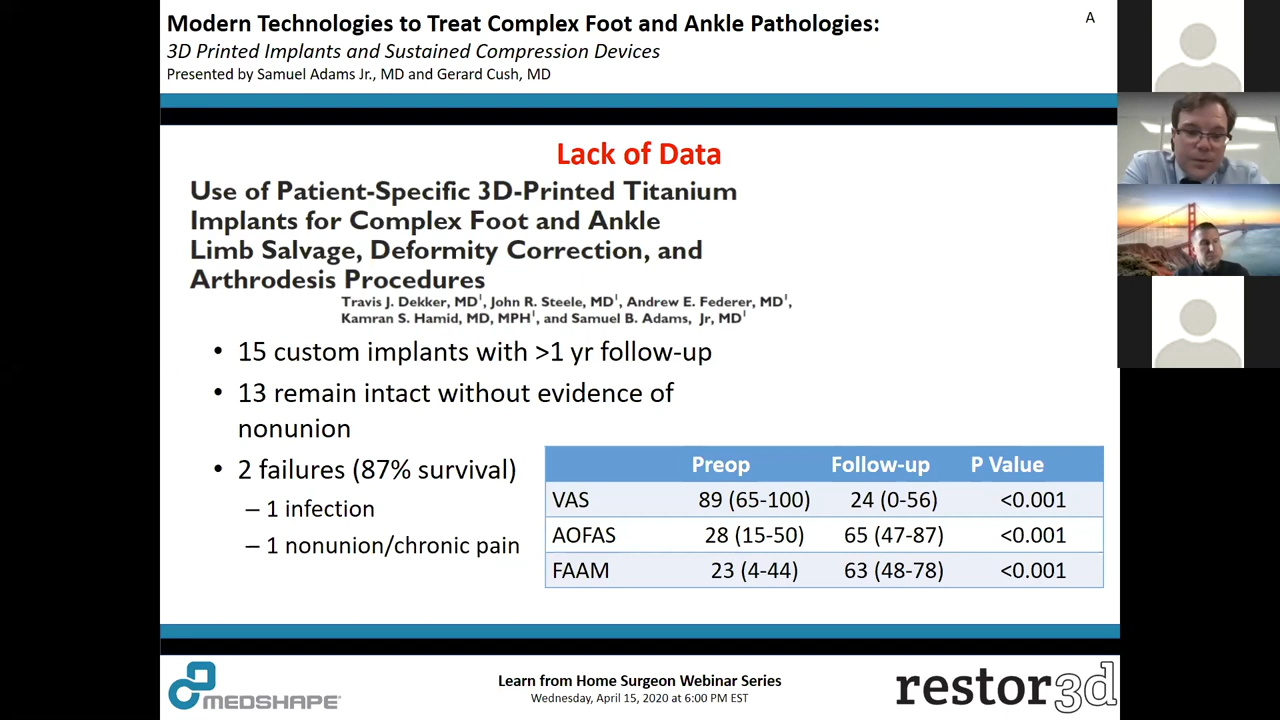 Modern Technologies to Treat Complex Foot and Ankle Pathologies:
3D Printed Implants and Sustained Compression Devices
Presented by Samuel Adams Jr., MD and Gerard Cush, MD
A
Lack of Data
Use of Patient-Specific 3D-Printed Titanium
Implants for Complex Foot and Ankle
Limb Salvage, Deformity Correction, and
Arthrodesis Procedures
Travis J. Dekker, MD¹, John R. Steele, MD¹, Andrew E. Federer, MD¹,
Kamran S. Hamid, MD, MPH¹, and Samuel B. Adams, Jr, MD¹
• 15 custom implants with >1 yr follow-up
• 13 remain intact without evidence of
nonunion
• 2 failures (87% survival)
– 1 infection
– 1 nonunion/chronic pain
Preop Follow-up P Value
VAS 89 (65-100) 24 (0-56) <0.001
AOFAS 28 (15-50) 65 (47-87) <0.001
FAAM 23 (4-44) 63 (48-78) <0.001
MEDSHAPE
Learn from Home Surgeon Webinar Series
Wednesday, April 15, 2020 at 6:00 PM EST
restor3d